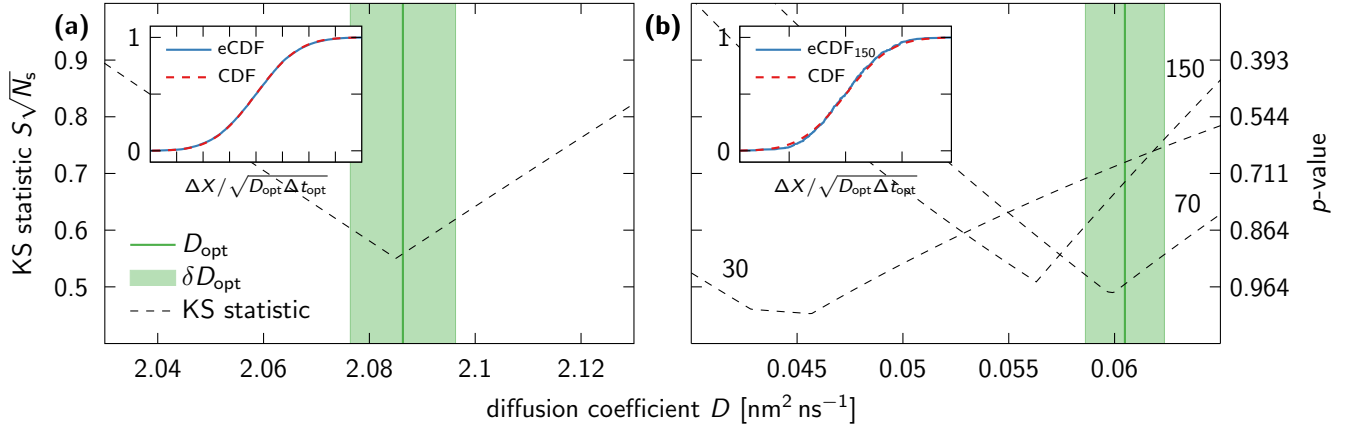 (a)
KS statistic S√Nₛ
0.9
0.8
0.7
0.6
0.5
1
0
eCDF
CDF
ΔX/√D_opt Δt_opt
D_opt
δD_opt
KS statistic
2.04
2.06
2.08
2.1
2.12
(b)
1
0
eCDF₁₅₀
CDF
ΔX/√D_opt Δt_opt
150
70
30
0.045
0.05
0.055
0.06
0.393
0.544
0.711
0.864
0.964
p-value
diffusion coefficient D [nm² ns⁻¹]